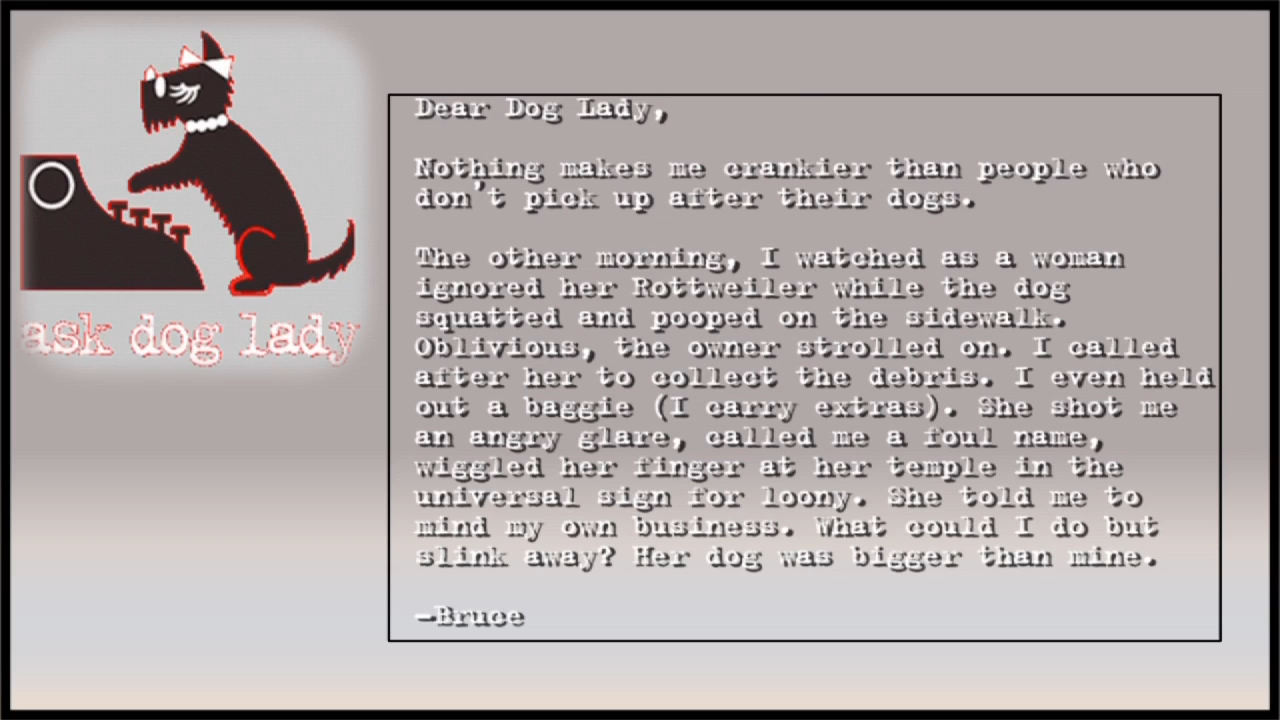 ask dog lady
Dear Dog Lady,
Nothing makes me crankier than people who
don't pick up after their dogs.
The other morning, I watched as a woman
ignored her Rottweiler while the dog
squatted and pooped on the sidewalk.
Oblivious, the owner strolled on. I called
after her to collect the debris. I even held
out a baggie (I carry extras). She shot me
an angry glare, called me a foul name,
wiggled her finger at her temple in the
universal sign for loony. She told me to
mind my own business. What could I do but
slink away? Her dog was bigger than mine.
—Bruce